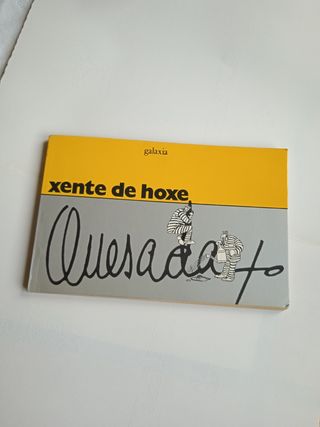 galaxia
xente de hoxe
Quesada